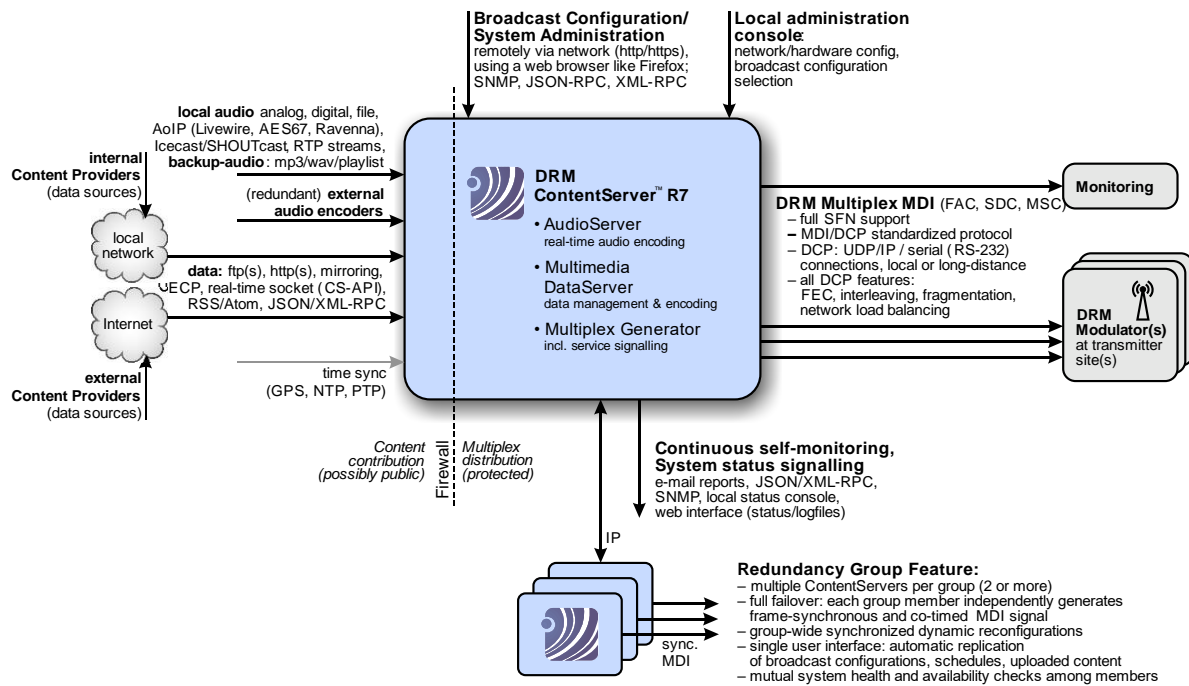 Broadcast Configuration/
System Administration
remotely via network (http/https),
using a web browser like Firefox;
SNMP, JSON-RPC, XML-RPC
Local administration
console:
network/hardware config,
broadcast configuration
selection
local audio analog, digital, file,
AoIP (Livewire, AES67, Ravenna),
Icecast/SHOUTcast, RTP streams,
backup-audio: mp3/wav/playlist
internal
Content Providers
(data sources)
(redundant) external
audio encoders
local
network
data: ftp(s), http(s), mirroring,
UECP, real-time socket (CS-API),
RSS/Atom, JSON/XML-RPC
Internet
time sync
(GPS, NTP, PTP)
external
Content Providers
(data sources)
Content
contribution
(possibly public)
Firewall
Multiplex
distribution
(protected)
DRM
ContentServer™ R7
• AudioServer
real-time audio encoding
• Multimedia
DataServer
data management & encoding
• Multiplex Generator
incl. service signalling
Monitoring
DRM Multiplex MDI (FAC, SDC, MSC)
– full SFN support
– MDI/DCP standardized protocol
– DCP: UDP/IP / serial (RS-232)
connections, local or long-distance
– all DCP features:
FEC, interleaving, fragmentation,
network load balancing
DRM
Modulator(s)
at transmitter
site(s)
Continuous self-monitoring,
System status signalling
e-mail reports, JSON/XML-RPC,
SNMP, local status console,
web interface (status/logfiles)
IP
sync.
MDI
Redundancy Group Feature:
– multiple ContentServers per group (2 or more)
– full failover: each group member independently generates
frame-synchronous and co-timed MDI signal
– group-wide synchronized dynamic reconfigurations
– single user interface: automatic replication
of broadcast configurations, schedules, uploaded content
– mutual system health and availability checks among members